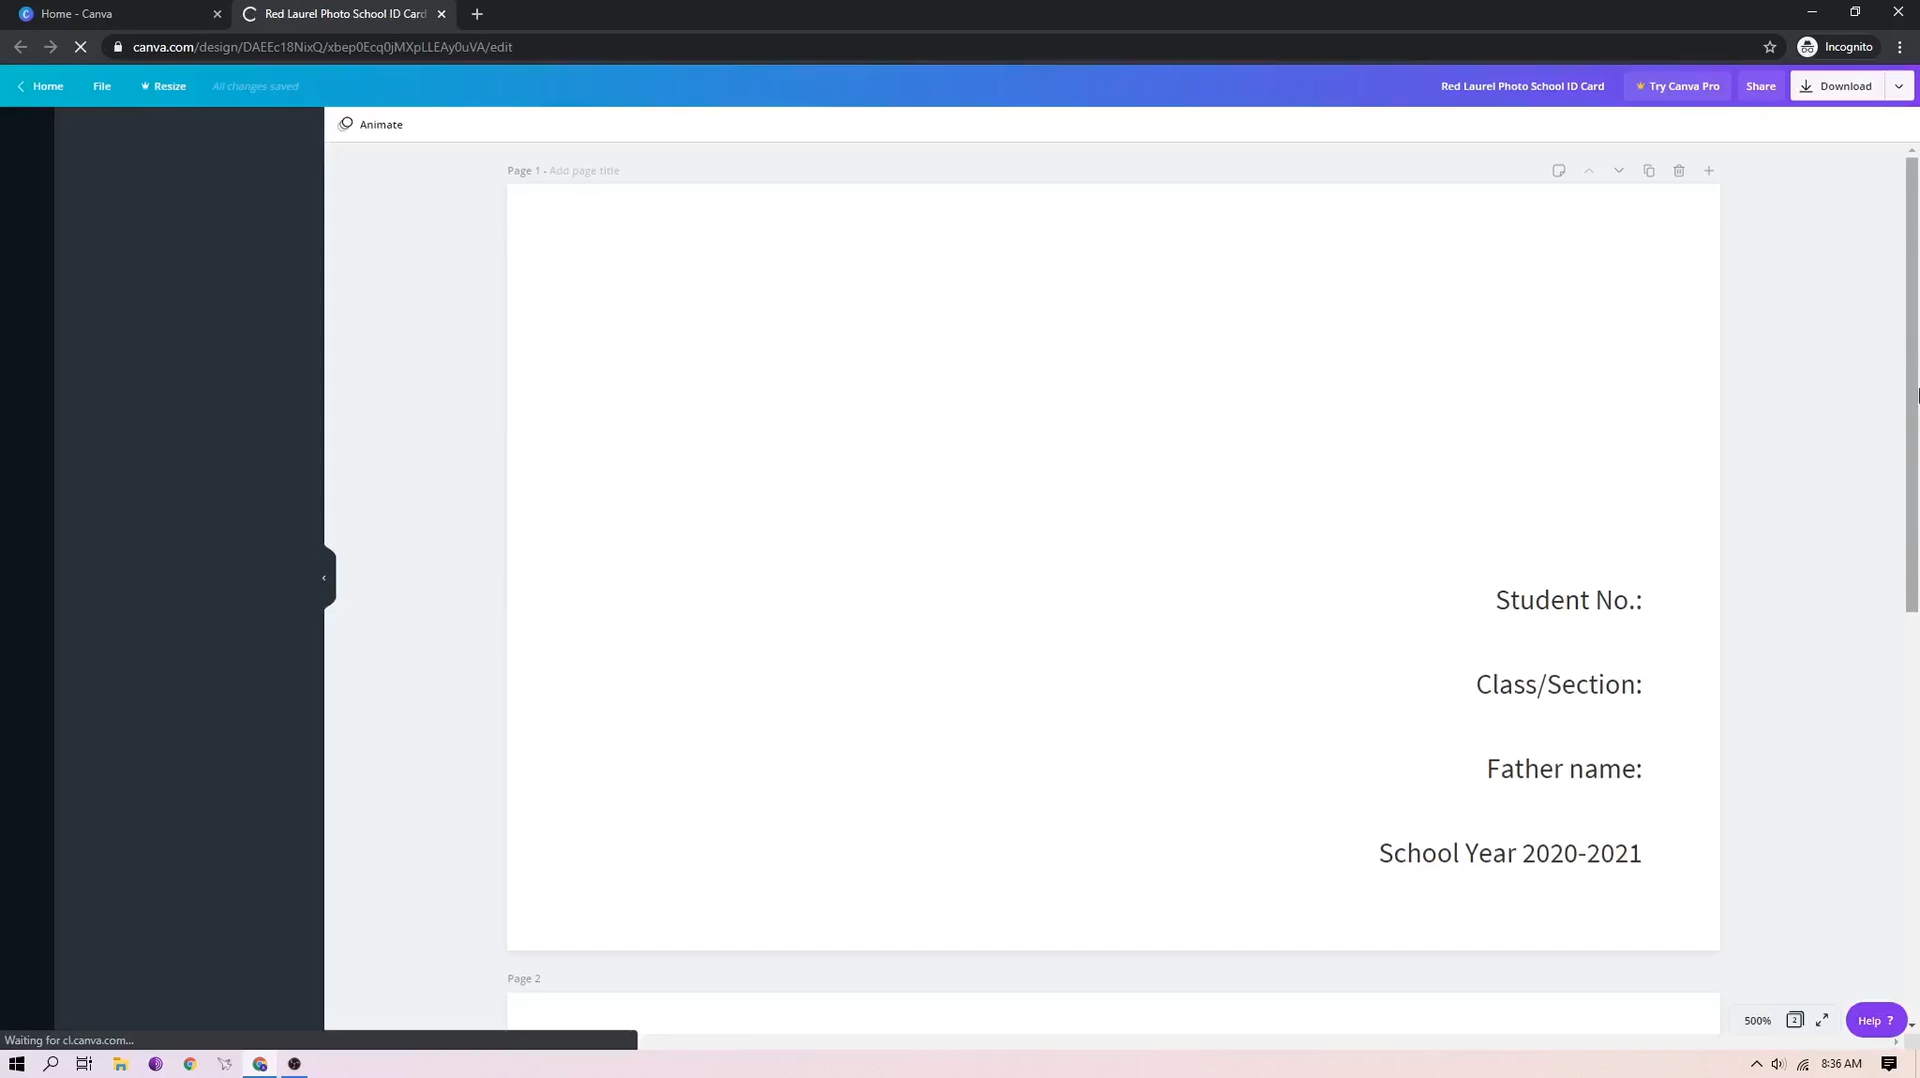 Home - Canva
Red Laurel Photo School ID Card
canva.com/design/DAEEc18NixQ/xbep0Ecq0jMXpLLEAy0uVA/edit
Incognito
Home
File
Resize
All changes saved
Red Laurel Photo School ID Card
Try Canva Pro
Share
Download
Animate
Page 1 - Add page title
Student No.:
Class/Section:
Father name:
School Year 2020-2021
Page 2
500%
2
Help ?
Waiting for cl.canva.com...
8:36 AM